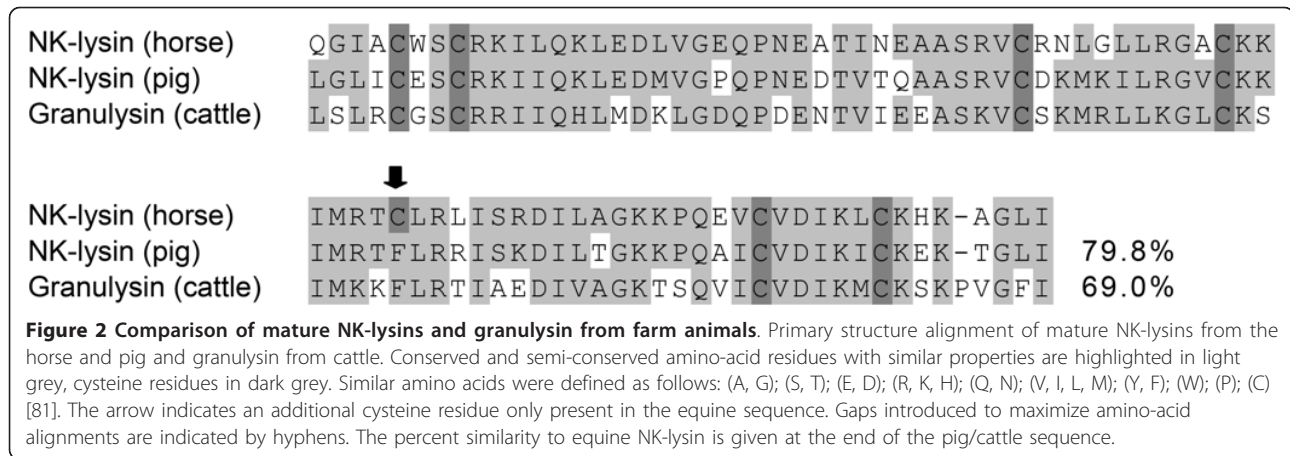 NK-lysin (horse) QGIACWSCRKILQKLEDLVGEQPNEATINEAASRVCRNLGLLRGACKK
NK-lysin (pig) LGLICESCRKIIQKLEDMVGPQPNEDTVTQAASRVCDKMKILRGVCKK
Granulysin (cattle) LSLRCGSCRRIIQHLMDKLGDQPDENTVIEEASKVCSKMRLLKGLCKS
NK-lysin (horse) IMRTCLRLISRDILAGKKPQEVCVDIKLCKHK-AGLI
NK-lysin (pig) IMRTFLRRISKDILTGKKPQAICVDIKICKEK-TGLI 79.8%
Granulysin (cattle) IMKKFLRTIAEDIVAGKTSQVICVDIKMCKSKPVGFI 69.0%
Figure 2 Comparison of mature NK-lysins and granulysin from farm animals. Primary structure alignment of mature NK-lysins from the
horse and pig and granulysin from cattle. Conserved and semi-conserved amino-acid residues with similar properties are highlighted in light
grey, cysteine residues in dark grey. Similar amino acids were defined as follows: (A, G); (S, T); (E, D); (R, K, H); (Q, N); (V, I, L, M); (Y, F); (W); (P); (C)
[81]. The arrow indicates an additional cysteine residue only present in the equine sequence. Gaps introduced to maximize amino-acid
alignments are indicated by hyphens. The percent similarity to equine NK-lysin is given at the end of the pig/cattle sequence.